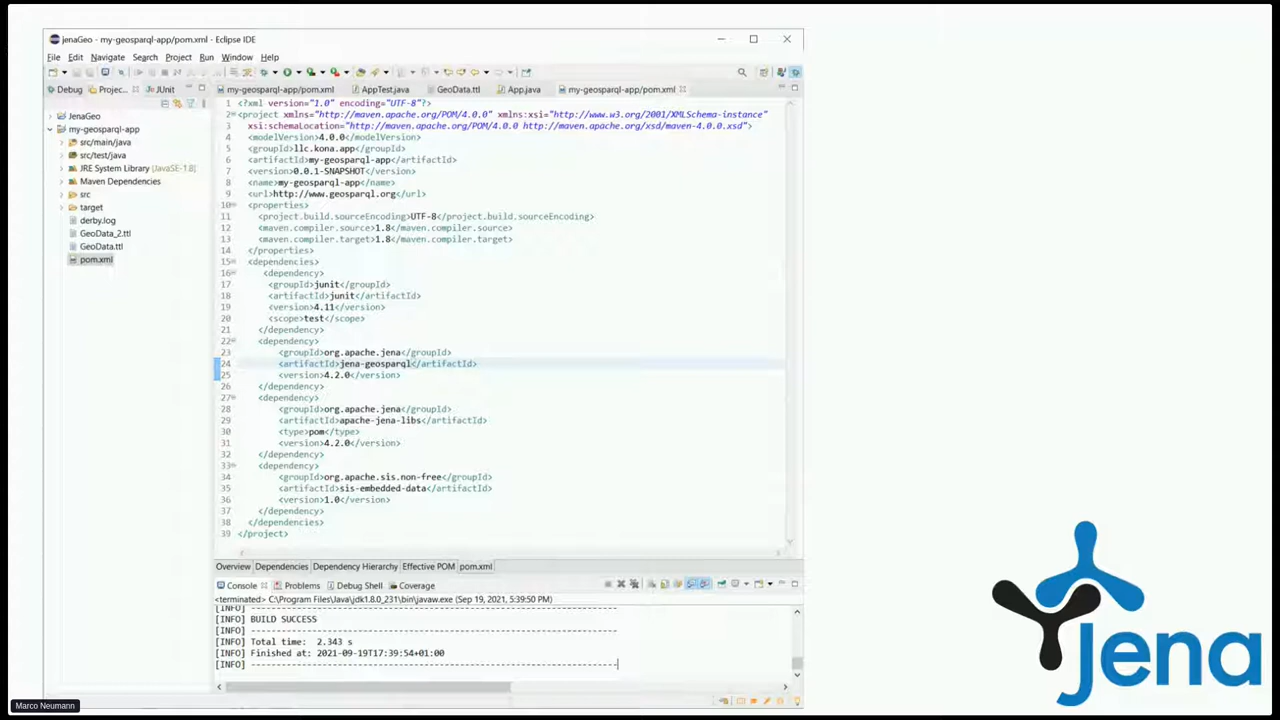 jenaGeo - my-geosparql-app/pom.xml - Eclipse IDE
File Edit Navigate Search Project Run Window Help
Debug Projec... JUnit
my-geosparql-app/pom.xml AppTest.java GeoData.ttl App.java my-geosparql-app/pom.xml
JenaGeo
my-geosparql-app
src/main/java
src/test/java
JRE System Library [JavaSE-1.8]
Maven Dependencies
src
target
derby.log
GeoData_2.ttl
GeoData.ttl
pom.xml
1 <?xml version="1.0" encoding="UTF-8"?>
2 <project xmlns="http://maven.apache.org/POM/4.0.0" xmlns:xsi="http://www.w3.org/2001/XMLSchema-instance"
3 xsi:schemaLocation="http://maven.apache.org/POM/4.0.0 http://maven.apache.org/xsd/maven-4.0.0.xsd">
4 <modelVersion>4.0.0</modelVersion>
5 <groupId>llc.kona.app</groupId>
6 <artifactId>my-geosparql-app</artifactId>
7 <version>0.0.1-SNAPSHOT</version>
8 <name>my-geosparql-app</name>
9 <url>http://www.geosparql.org</url>
10 <properties>
11 <project.build.sourceEncoding>UTF-8</project.build.sourceEncoding>
12 <maven.compiler.source>1.8</maven.compiler.source>
13 <maven.compiler.target>1.8</maven.compiler.target>
14 </properties>
15 <dependencies>
16 <dependency>
17 <groupId>junit</groupId>
18 <artifactId>junit</artifactId>
19 <version>4.11</version>
20 <scope>test</scope>
21 </dependency>
22 <dependency>
23 <groupId>org.apache.jena</groupId>
24 <artifactId>jena-geosparql</artifactId>
25 <version>4.2.0</version>
26 </dependency>
27 <dependency>
28 <groupId>org.apache.jena</groupId>
29 <artifactId>apache-jena-libs</artifactId>
30 <type>pom</type>
31 <version>4.2.0</version>
32 </dependency>
33 <dependency>
34 <groupId>org.apache.sis.non-free</groupId>
35 <artifactId>sis-embedded-data</artifactId>
36 <version>1.0</version>
37 </dependency>
38 </dependencies>
39 </project>
Overview Dependencies Dependency Hierarchy Effective POM pom.xml
Console Problems Debug Shell Coverage
<terminated> C:\Program Files\Java\jdk1.8.0_231\bin\javaw.exe (Sep 19, 2021, 5:39:50 PM)
[INFO] ------------------------------------------------------------------------
[INFO] BUILD SUCCESS
[INFO] ------------------------------------------------------------------------
[INFO] Total time: 2.343 s
[INFO] Finished at: 2021-09-19T17:39:54+01:00
[INFO] ------------------------------------------------------------------------
Marco Neumann
jena